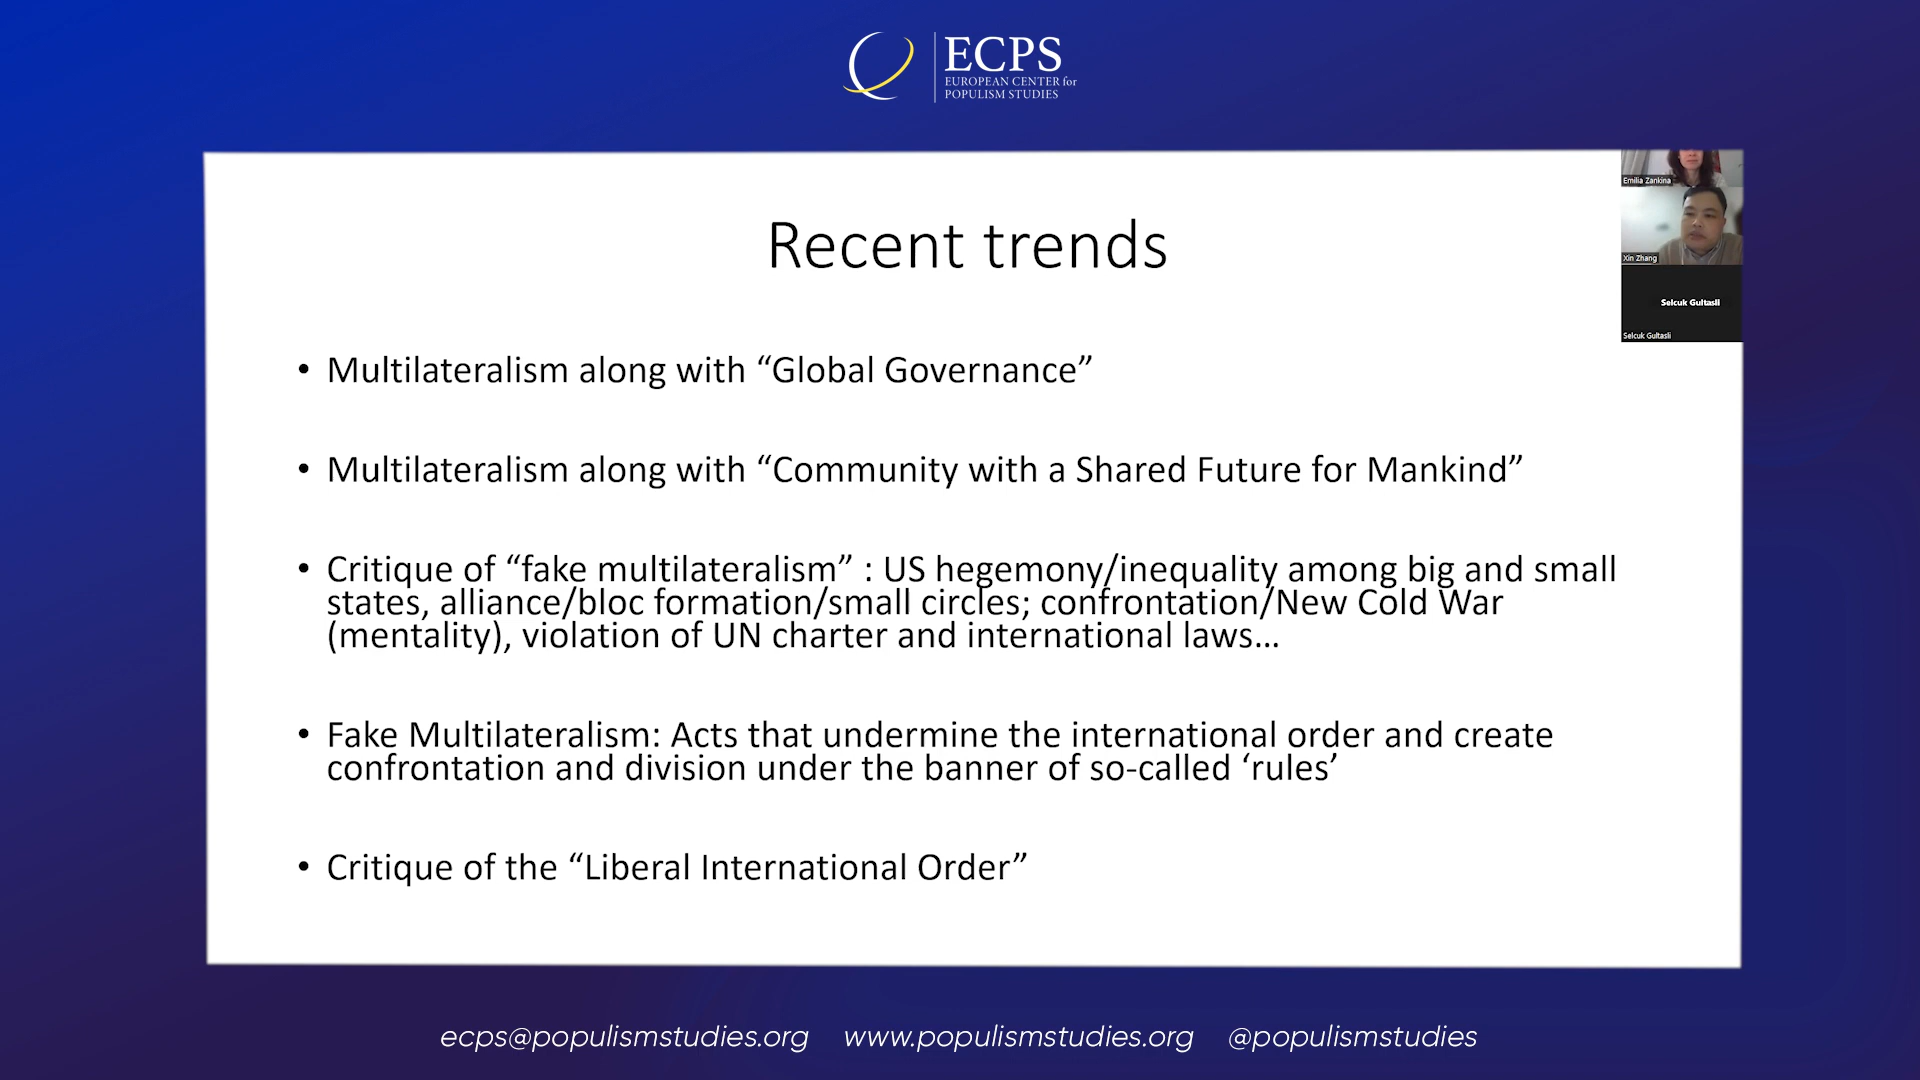 ECPS
EUROPEAN CENTER for
POPULISM STUDIES
Emilia Zankina
Xin Zhang
Selcuk Gultasli
Selcuk Gultasli
Recent trends
• Multilateralism along with “Global Governance”
• Multilateralism along with “Community with a Shared Future for Mankind”
• Critique of “fake multilateralism” : US hegemony/inequality among big and small
states, alliance/bloc formation/small circles; confrontation/New Cold War
(mentality), violation of UN charter and international laws…
• Fake Multilateralism: Acts that undermine the international order and create
confrontation and division under the banner of so-called ‘rules’
• Critique of the “Liberal International Order”
ecps@populismstudies.org www.populismstudies.org @populismstudies